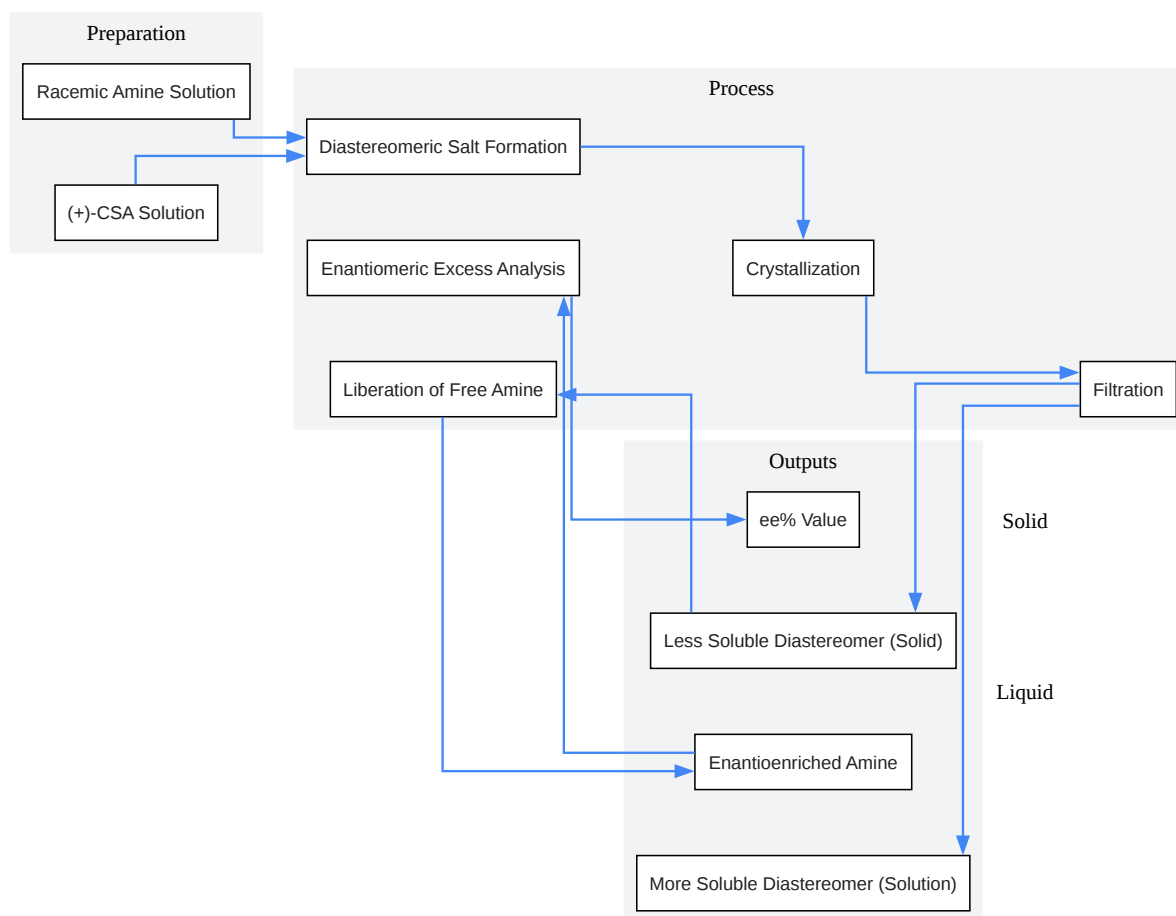 Preparation
Racemic Amine Solution
(+)-CSA Solution
Process
Diastereomeric Salt Formation
Enantiomeric Excess Analysis
Crystallization
Liberation of Free Amine
Filtration
Outputs
ee% Value
Solid
Less Soluble Diastereomer (Solid)
Liquid
Enantioenriched Amine
More Soluble Diastereomer (Solution)